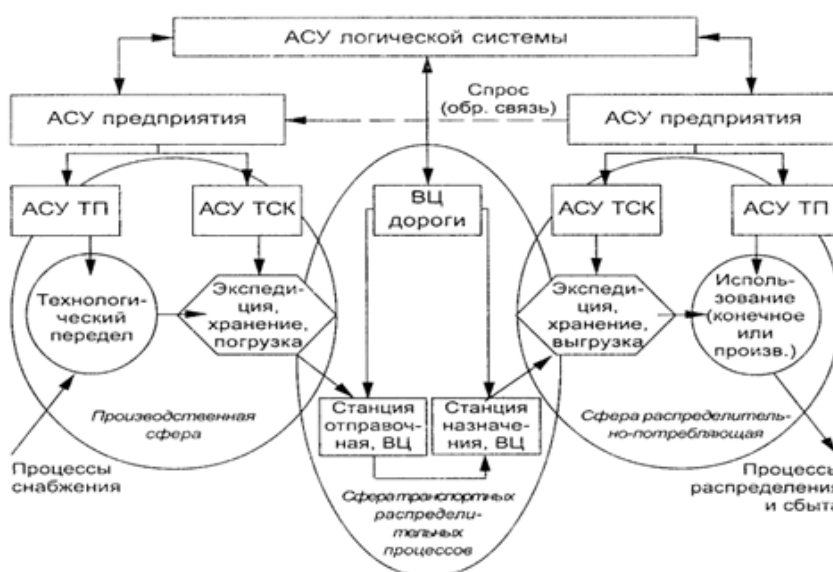 АСУ логической системы
Спрос
(обр. связь)
АСУ предприятия
АСУ предприятия
АСУ ТП
АСУ ТСК
ВЦ
дороги
АСУ ТСК
АСУ ТП
Технологи-
ческий
передел
Экспеди-
ция,
хранение,
погрузка
Экспеди-
ция,
хранение,
выгрузка
Исполь-
зование
(конечное
или
произв.)
Производственная
сфера
Станция
отправоч-
ная, ВЦ
Станция
назначе-
ния, ВЦ
Сфера распределитель-
но-потребляющая
Процессы
снабжения
Сфера транспортных
распредели-
тельных
процессов
Процессы
распределения
и сбыта